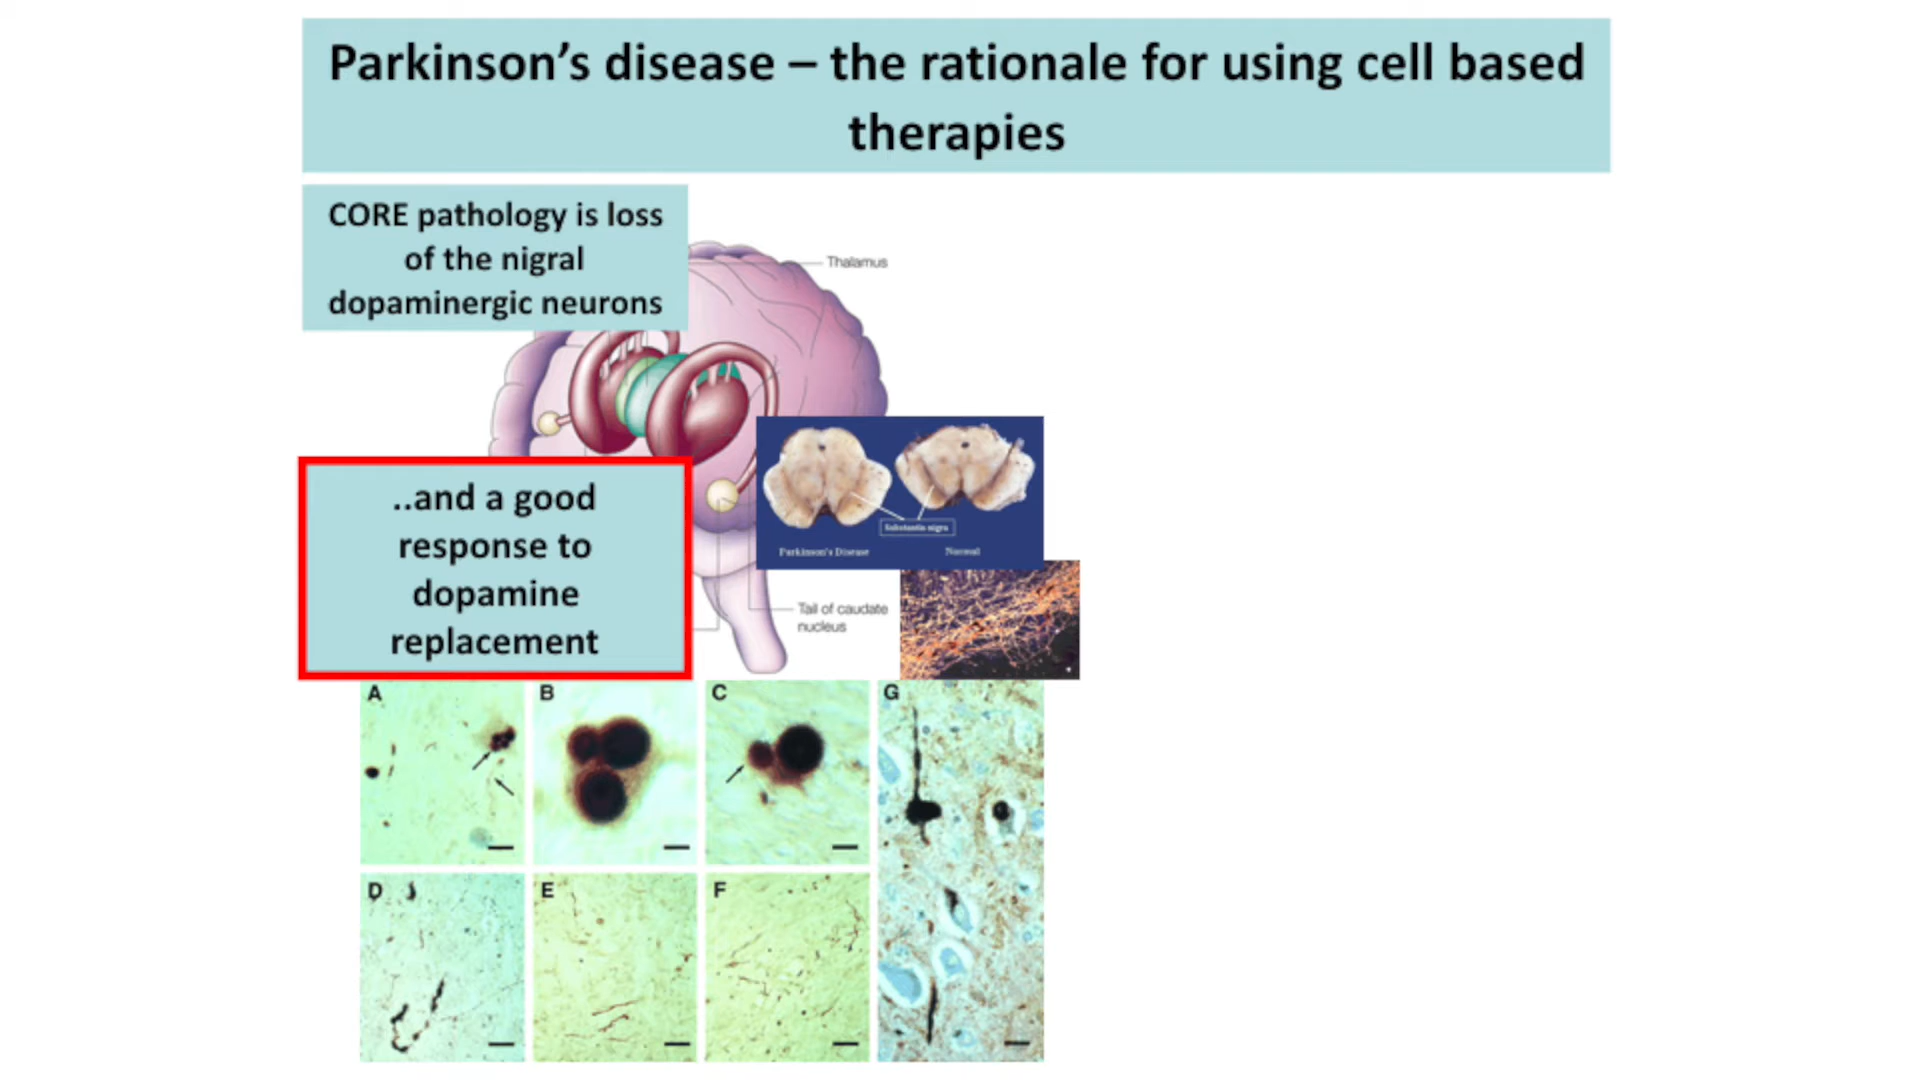 Parkinson’s disease – the rationale for using cell based
therapies
CORE pathology is loss
of the nigral
dopaminergic neurons
Thalamus
..and a good
response to
dopamine
replacement
Substantia nigra
Parkinson's Disease
Normal
Tail of caudate
nucleus
A
B
C
G
D
E
F